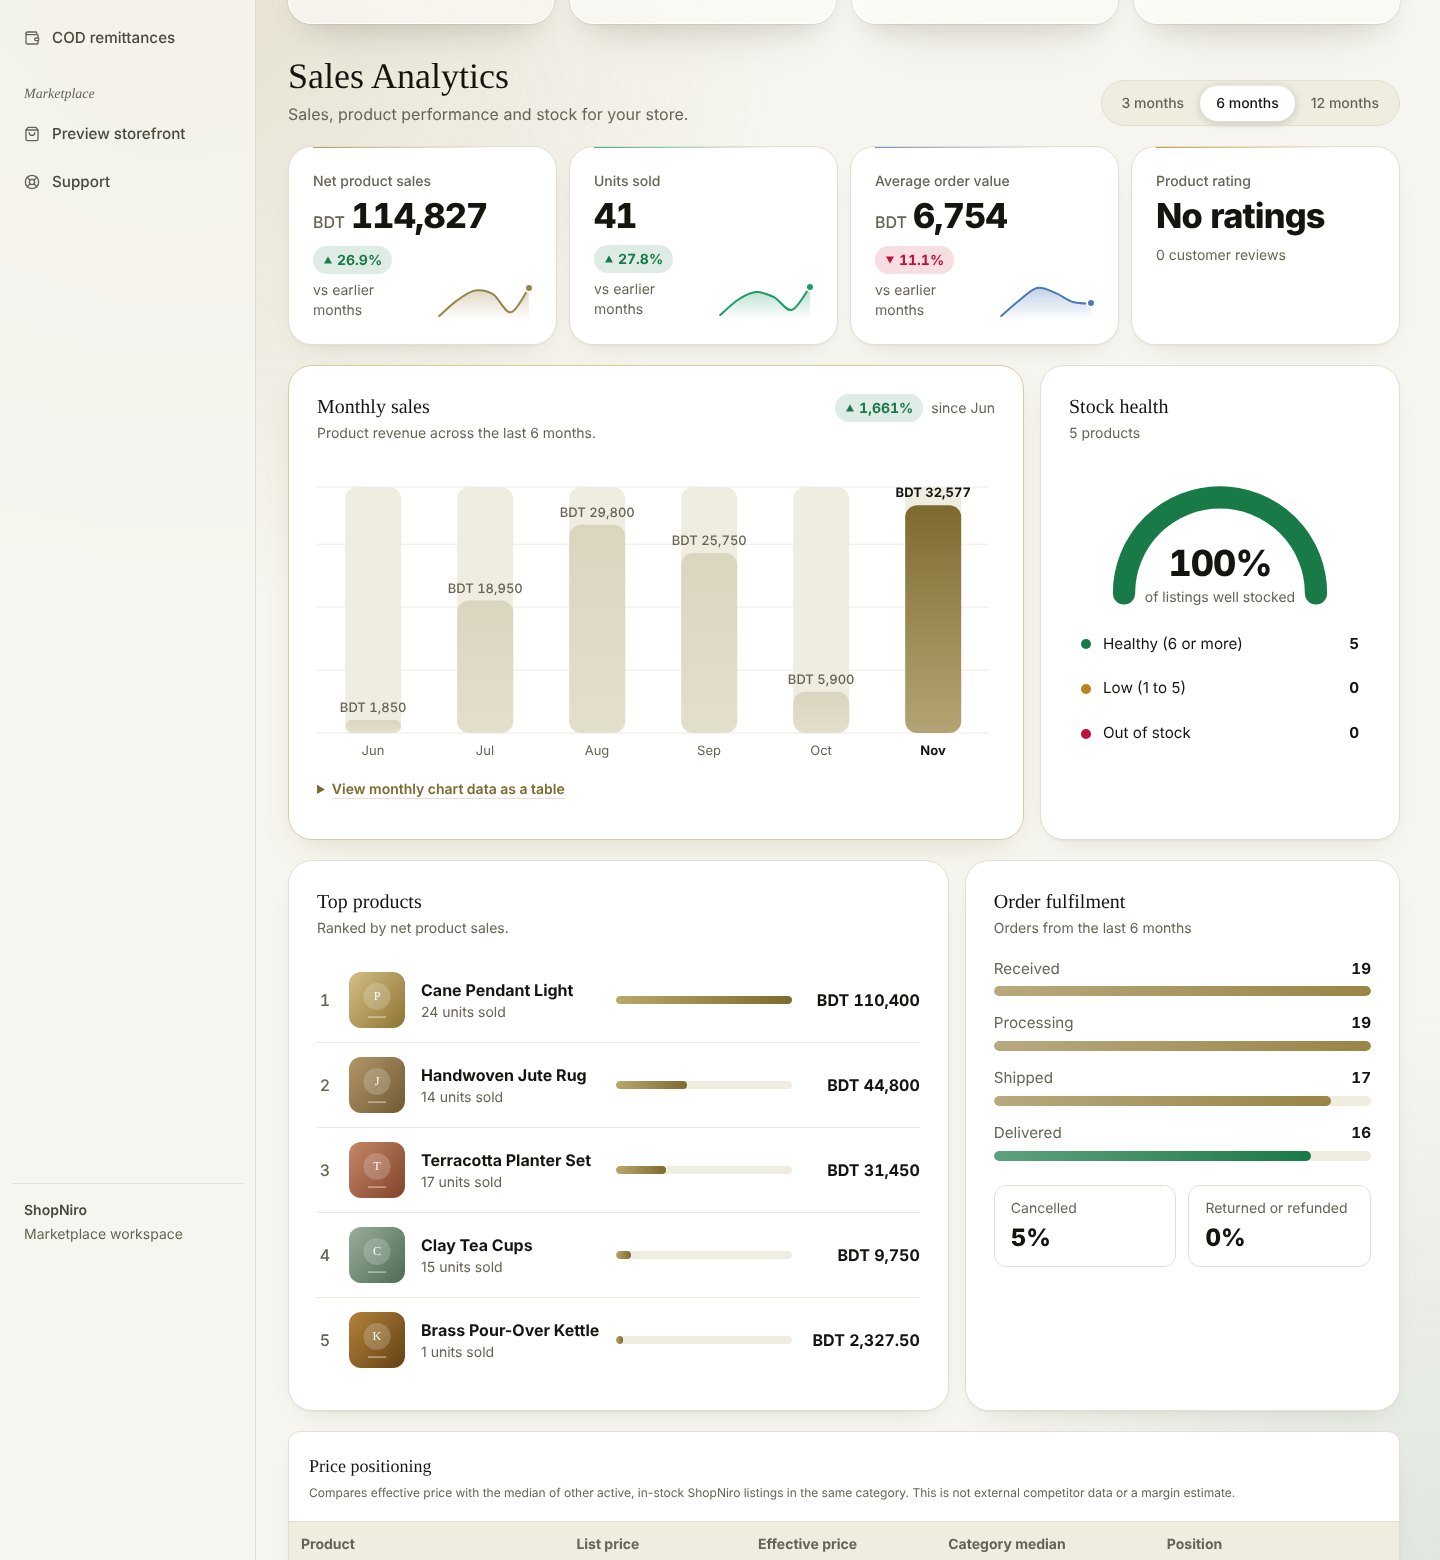 COD remittances
Marketplace
Preview storefront
Support
ShopNiro
Marketplace workspace
Sales Analytics
Sales, product performance and stock for your store.
3 months 6 months 12 months
Net product sales
BDT 114,827
▲ 26.9%
vs earlier
months
Units sold
41
▲ 27.8%
vs earlier
months
Average order value
BDT 6,754
▼ 11.1%
vs earlier
months
Product rating
No ratings
0 customer reviews
Monthly sales
▲ 1,661% since Jun
Product revenue across the last 6 months.
BDT 1,850
BDT 18,950
BDT 29,800
BDT 25,750
BDT 5,900
BDT 32,577
Jun Jul Aug Sep Oct Nov
▶ View monthly chart data as a table
Stock health
5 products
100%
of listings well stocked
Healthy (6 or more) 5
Low (1 to 5) 0
Out of stock 0
Top products
Ranked by net product sales.
1 P Cane Pendant Light BDT 110,400
24 units sold
2 J Handwoven Jute Rug BDT 44,800
14 units sold
3 T Terracotta Planter Set BDT 31,450
17 units sold
4 C Clay Tea Cups BDT 9,750
15 units sold
5 K Brass Pour-Over Kettle BDT 2,327.50
1 units sold
Order fulfilment
Orders from the last 6 months
Received 19
Processing 19
Shipped 17
Delivered 16
Cancelled
5%
Returned or refunded
0%
Price positioning
Compares effective price with the median of other active, in-stock ShopNiro listings in the same category. This is not external competitor data or a margin estimate.
Product List price Effective price Category median Position